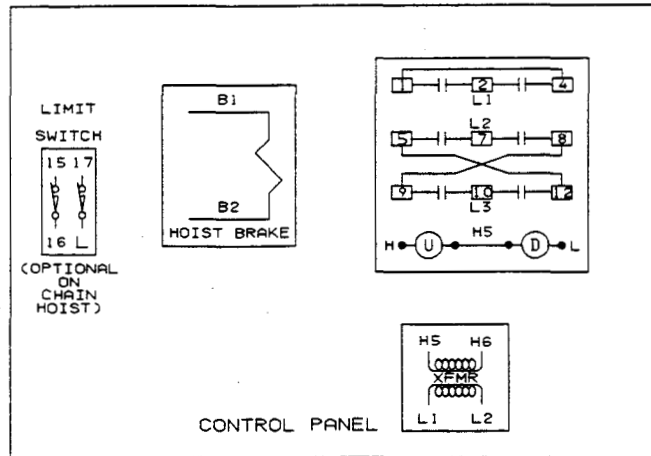 LIMIT
SWITCH
15 17
16 L
(OPTIONAL
ON
CHAIN
HOIST)
B1
B2
HOIST BRAKE
1 2 4
L1
L2
5 7 8
9 10 12
L3
H U H5 D L
H5 H6
XFMR
L1 L2
CONTROL PANEL